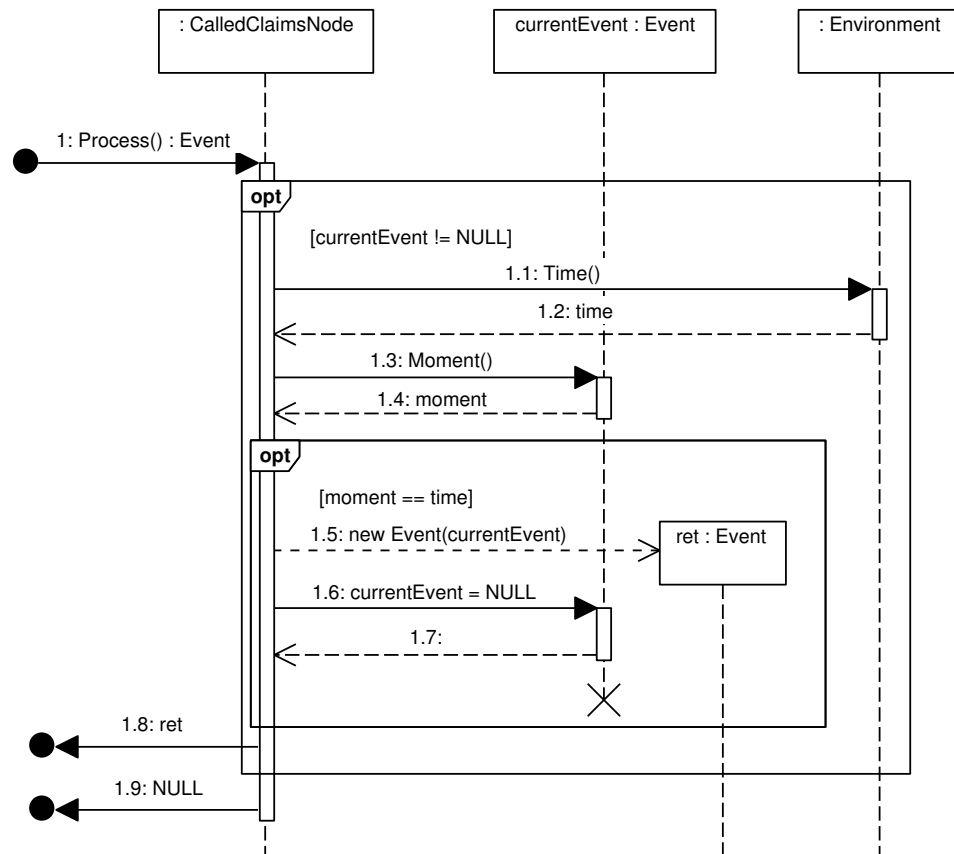 : CalledClaimsNode
currentEvent : Event
: Environment
1: Process() : Event
opt
[currentEvent != NULL]
1.1: Time()
1.2: time
1.3: Moment()
1.4: moment
opt
[moment == time]
1.5: new Event(currentEvent)
ret : Event
1.6: currentEvent = NULL
1.7:
1.8: ret
1.9: NULL